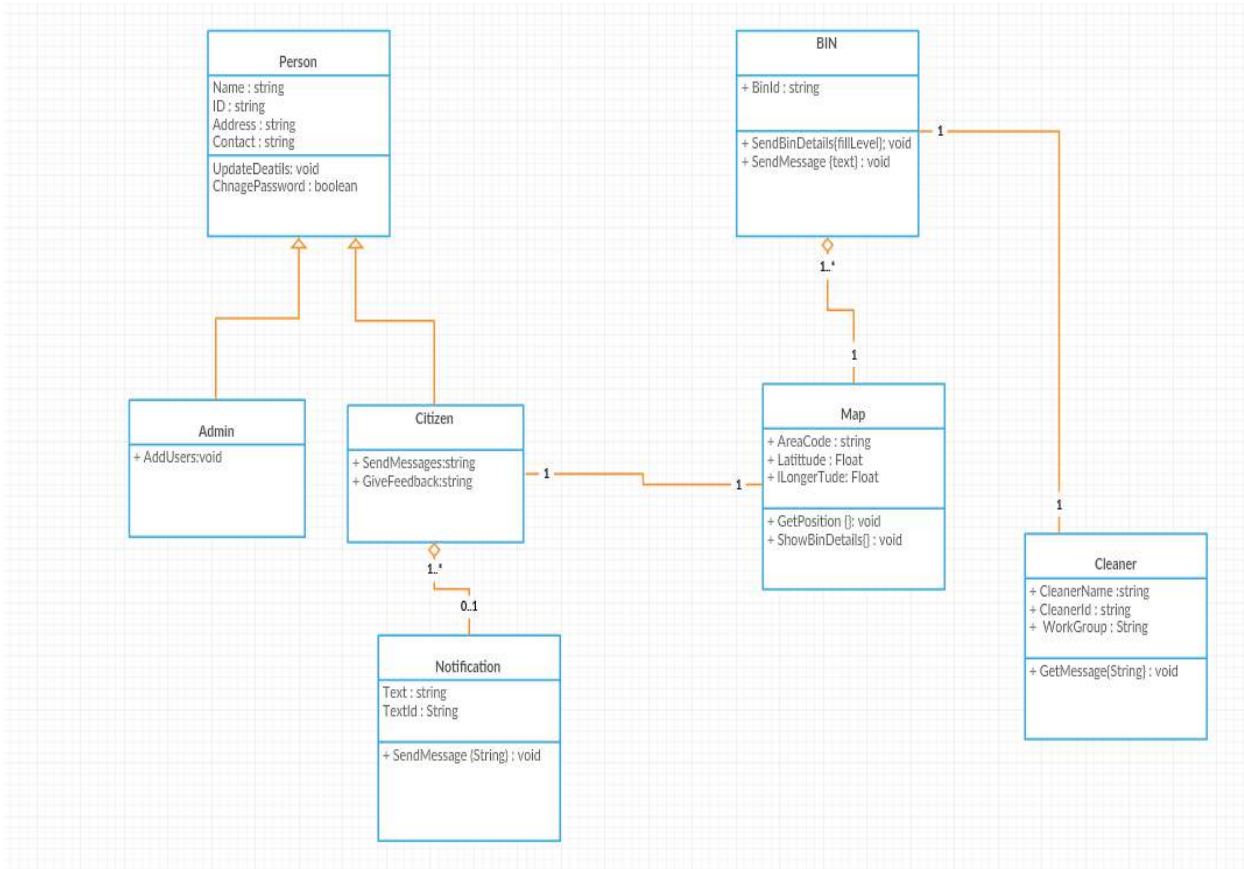 Person
Name : string
ID : string
Address : string
Contact : string
UpdateDeatils: void
ChnagePassword : boolean
BIN
+ BinId : string
+ SendBinDetails(fillLevel); void
+ SendMessage {text} : void
1
1..*
1
Admin
+ AddUsers:void
Citizen
+ SendMessages:string
+ GiveFeedback:string
1
1
Map
+ AreaCode : string
+ Latittude : Float
+ lLongerTude: Float
+ GetPosition {}: void
+ ShowBinDetails{} : void
1
Cleaner
+ CleanerName :string
+ CleanerId : string
+ WorkGroup : String
+ GetMessage(String) : void
1..*
0..1
Notification
Text : string
TextId : String
+ SendMessage (String) : void